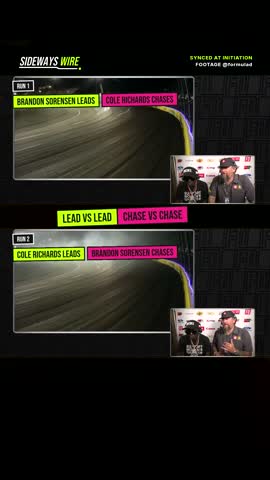 SIDEWAYS WIRE
SYNCED AT INITIATION
FOOTAGE @formulad
RUN 1
BRANDON SORENSEN LEADS
COLE RICHARDS CHASES
LEAD VS LEAD
CHASE VS CHASE
RUN 2
COLE RICHARDS LEADS
BRANDON SORENSEN CHASES